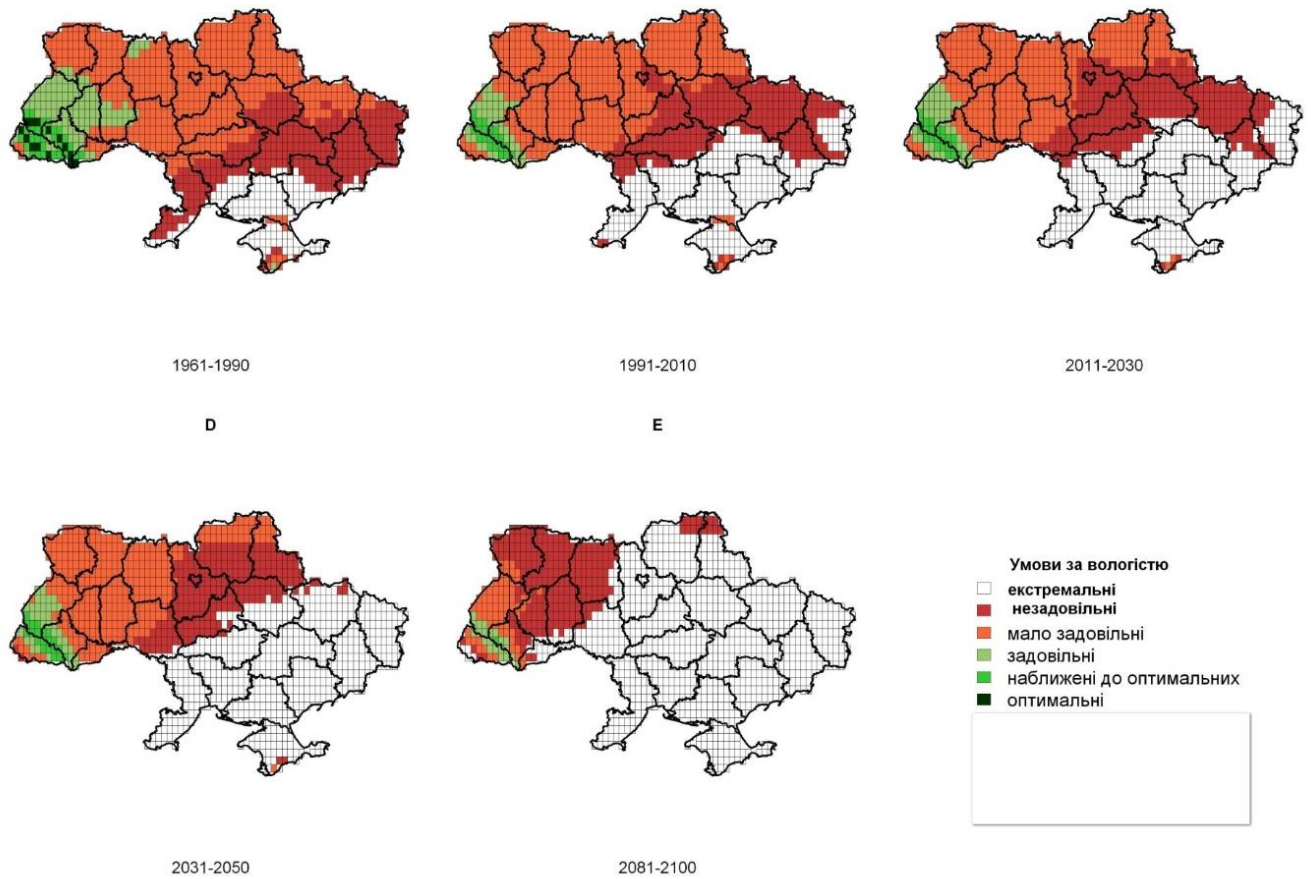 1961-1990
1991-2010
2011-2030
D
E
Умови за вологістю
екстремальні
незадовільні
мало задовільні
задовільні
наближені до оптимальних
оптимальні
2031-2050
2081-2100